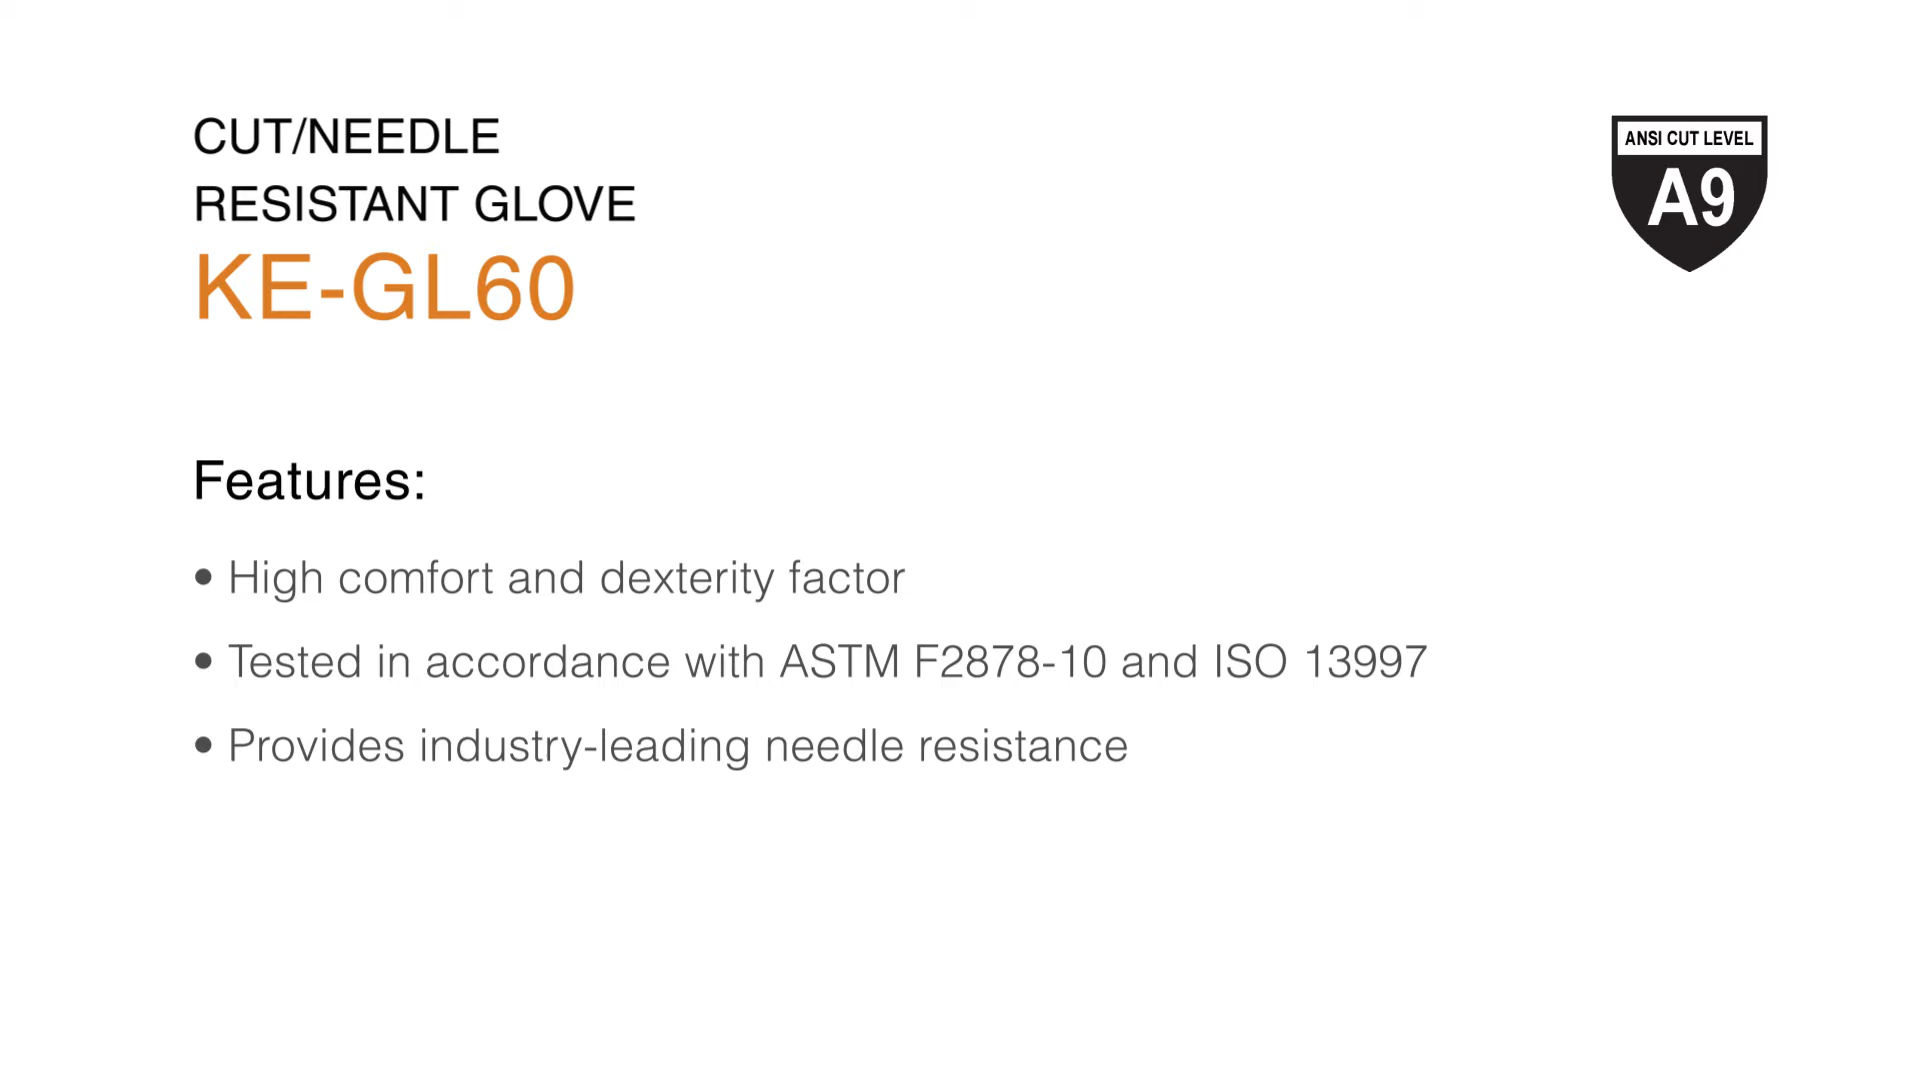 CUT/NEEDLE
RESISTANT GLOVE
KE-GL60
ANSI CUT LEVEL
A9
Features:
• High comfort and dexterity factor
• Tested in accordance with ASTM F2878-10 and ISO 13997
• Provides industry-leading needle resistance